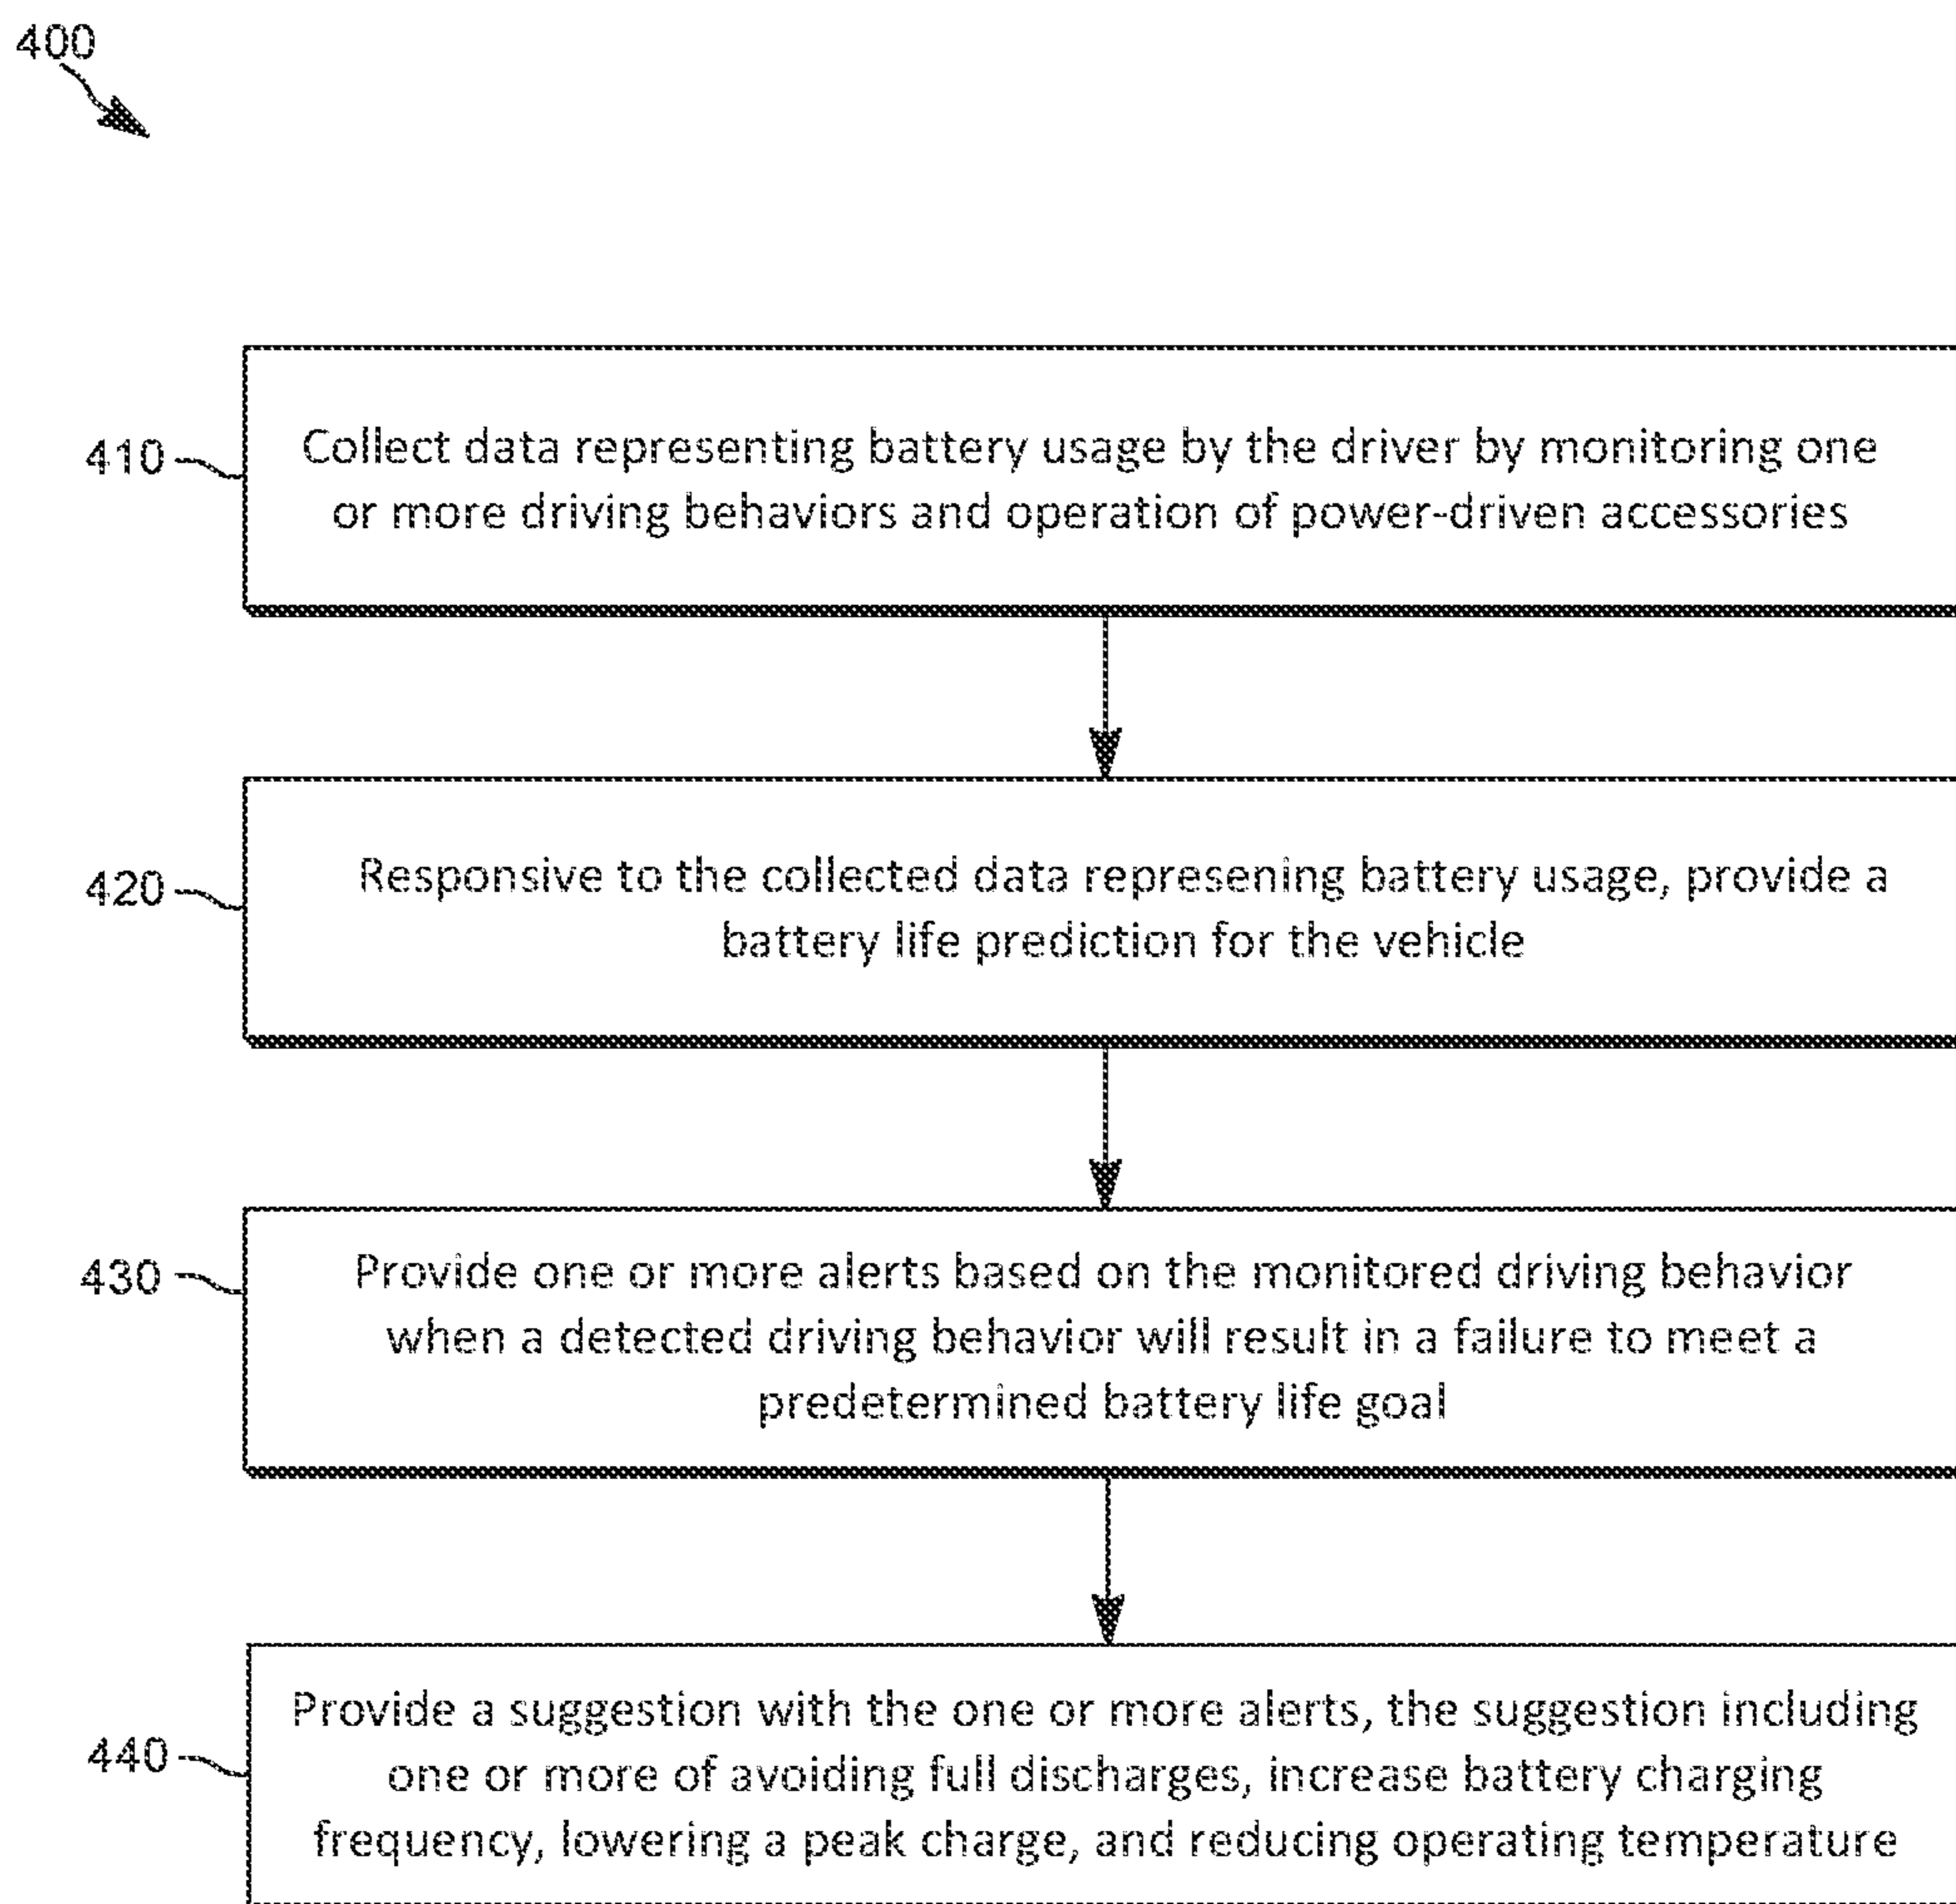 400
410
Collect data representing battery usage by the driver by monitoring one
or more driving behaviors and operation of power-driven accessories
420
Responsive to the collected data represening battery usage, provide a
battery life prediction for the vehicle
430
Provide one or more alerts based on the monitored driving behavior
when a detected driving behavior will result in a failure to meet a
predetermined battery life goal
440
Provide a suggestion with the one or more alerts, the suggestion including
one or more of avoiding full discharges, increase battery charging
frequency, lowering a peak charge, and reducing operating temperature